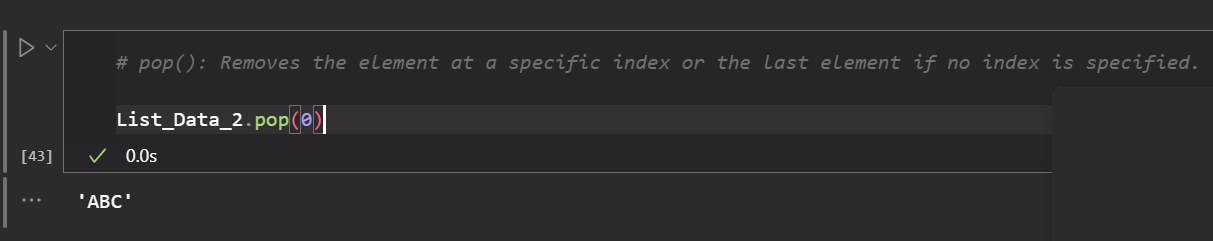 # pop(): Removes the element at a specific index or the last element if no index is specified.
List_Data_2.pop(0)
[43] 0.0s
... 'ABC'